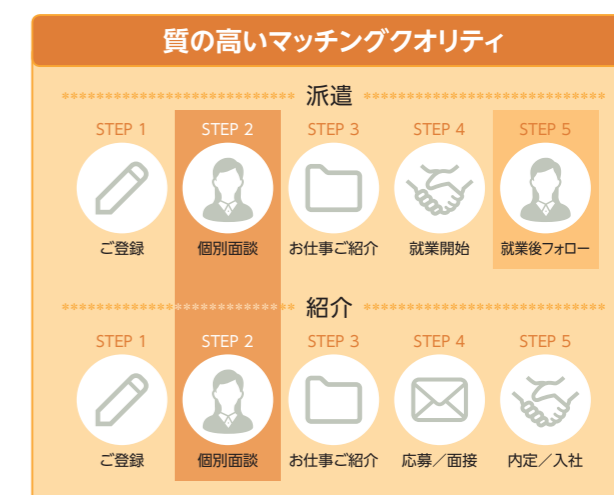 質の高いマッチングクオリティ
派遣
STEP 1 STEP 2 STEP 3 STEP 4 STEP 5
ご登録 個別面談 お仕事ご紹介 就業開始 就業後フォロー
紹介
STEP 1 STEP 2 STEP 3 STEP 4 STEP 5
ご登録 個別面談 お仕事ご紹介 応募／面接 内定／入社